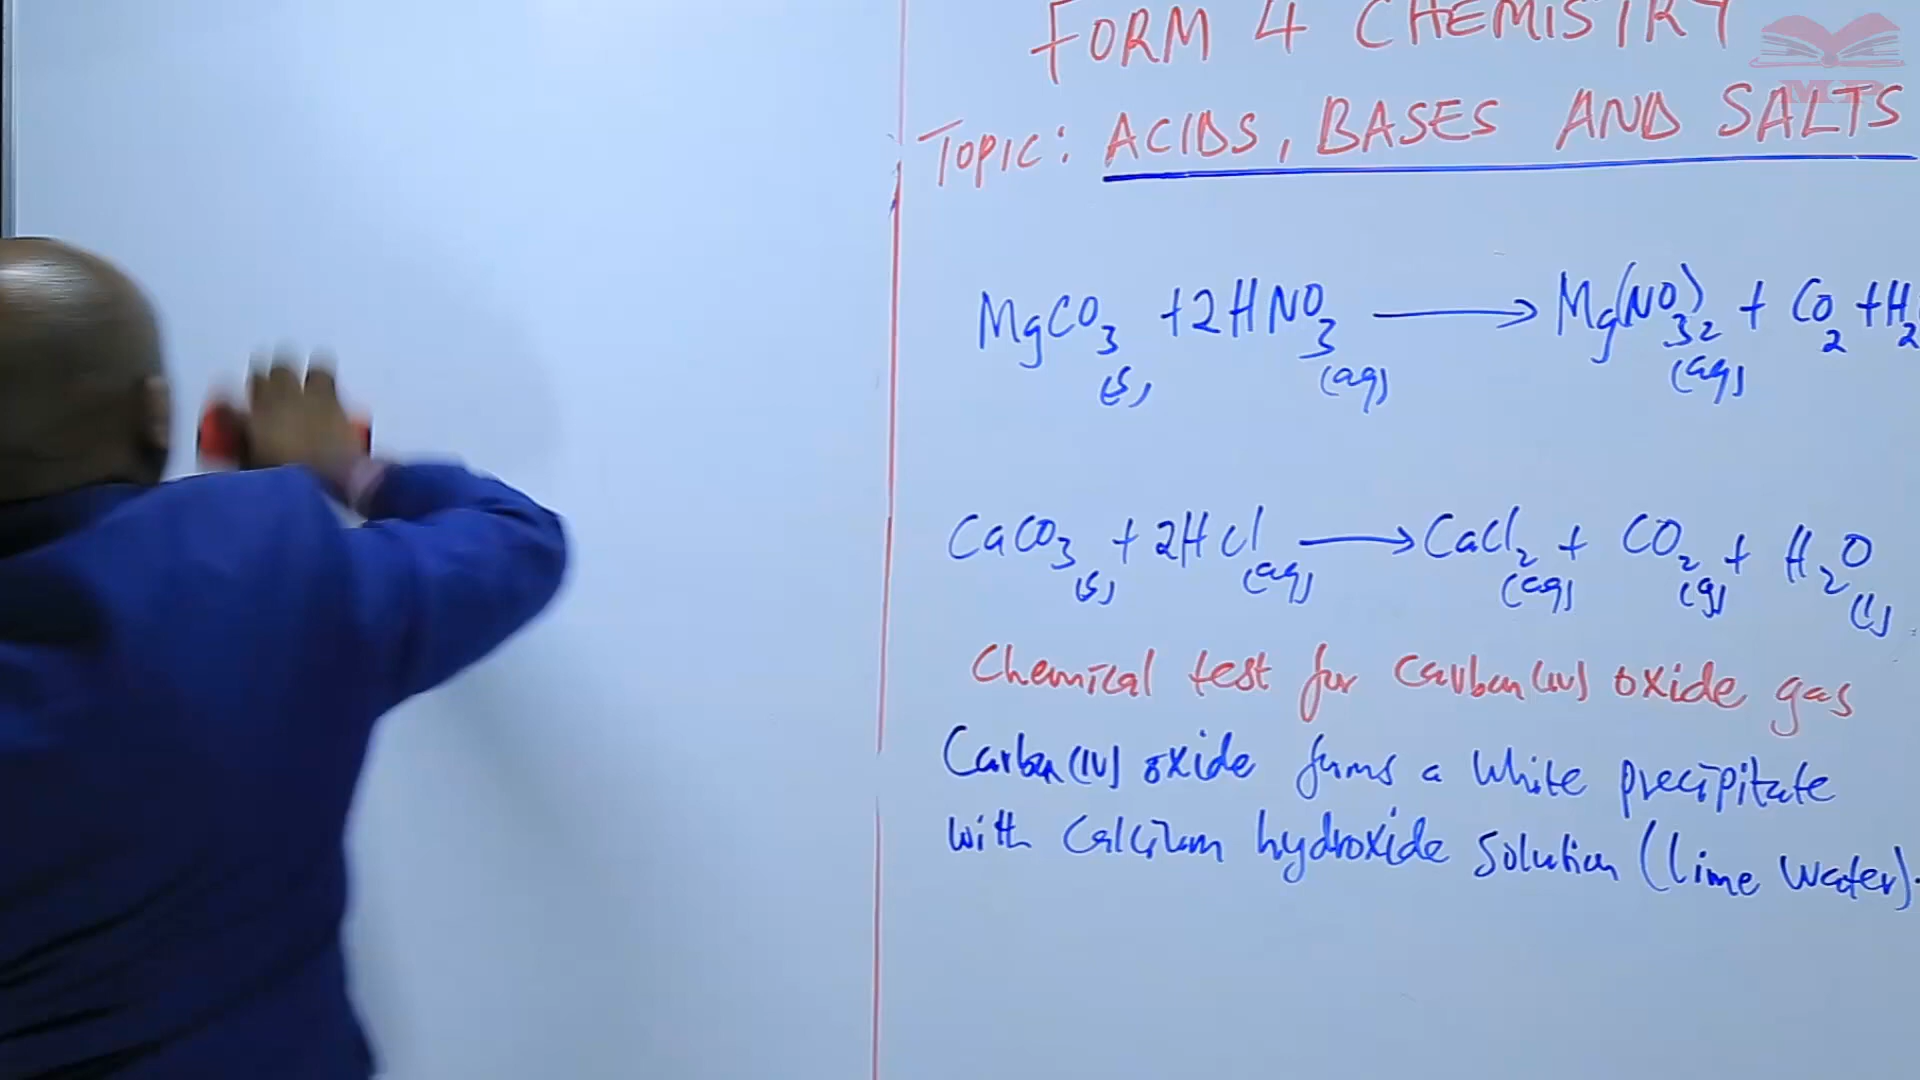 FORM 4 CHEMISTRY
MP
TOPIC: ACIDS, BASES AND SALTS
MgCO₃(s) + 2HNO₃(aq) → Mg(NO₃)₂(aq) + CO₂ + H₂
CaCO₃(s) + 2HCl(aq) → CaCl₂(aq) + CO₂(g) + H₂O(l)
Chemical test for carbon(IV) oxide gas
Carbon(IV) oxide forms a white precipitate
with calcium hydroxide solution (lime water).